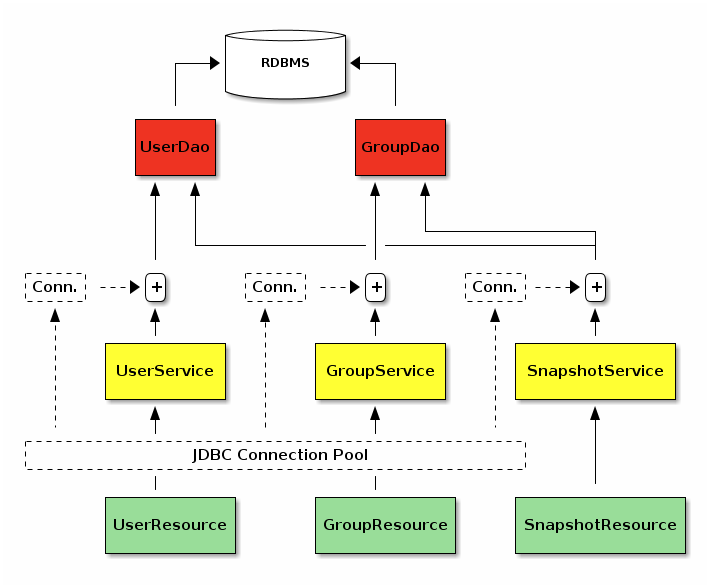 RDBMS
UserDao
GroupDao
Conn.
+
Conn.
+
Conn.
+
UserService
GroupService
SnapshotService
JDBC Connection Pool
UserResource
GroupResource
SnapshotResource